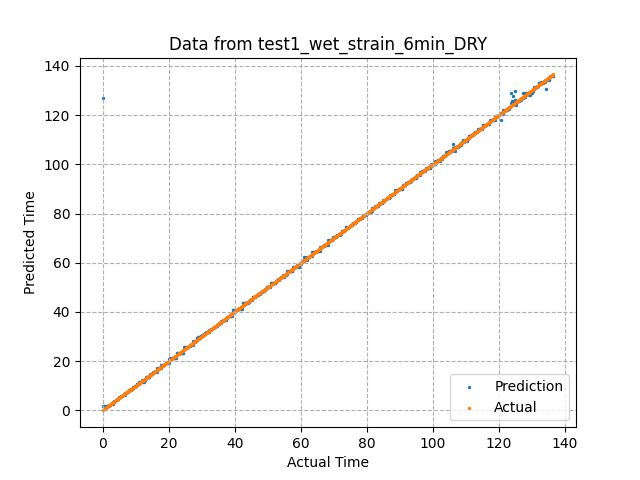 Data from test1_wet_strain_6min_DRY
140
120
100
80
60
40
20
0
Predicted Time
Prediction
Actual
0 20 40 60 80 100 120 140
Actual Time